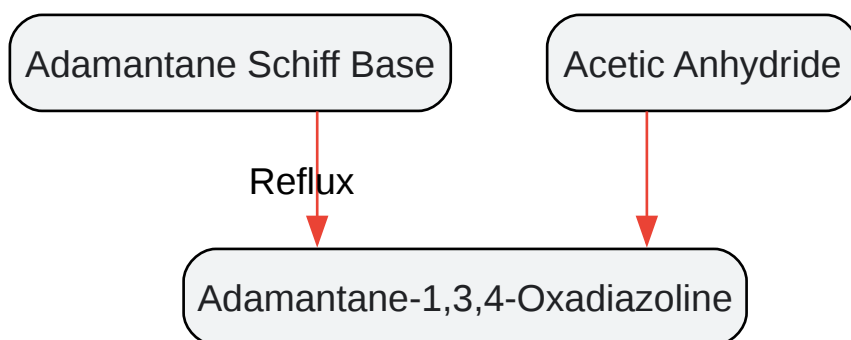 Adamantane Schiff Base
Acetic Anhydride
Reflux
Adamantane-1,3,4-Oxadiazoline